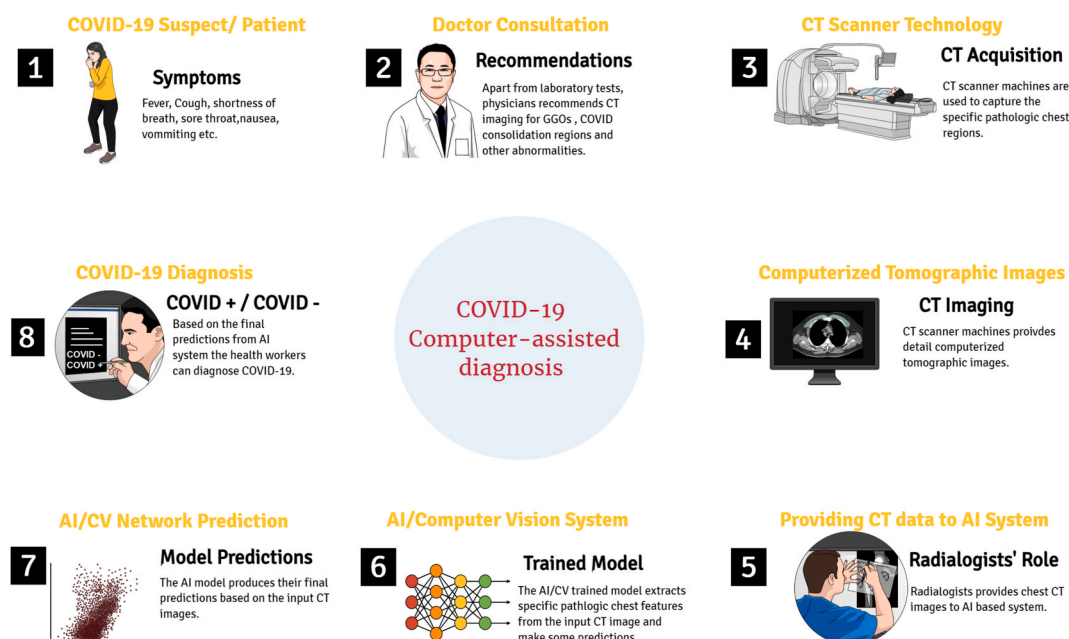 COVID-19 Suspect/ Patient
1
Symptoms
Fever, Cough, shortness of
breath, sore throat,nausea,
vommiting etc.
Doctor Consultation
2
Recommendations
Apart from laboratory tests,
physicians recommends CT
imaging for GGOs , COVID
consolidation regions and
other abnormalities.
CT Scanner Technology
3
CT Acquisition
CT scanner machines are
used to capture the
specific pathologic chest
regions.
COVID-19 Diagnosis
8
COVID + / COVID -
Based on the final
predictions from AI
system the health workers
can diagnose COVID-19.
COVID -
COVID +
COVID-19
Computer-assisted
diagnosis
Computerized Tomographic Images
4
CT Imaging
CT scanner machines proivdes
detail computerized
tomographic images.
AI/CV Network Prediction
7
Model Predictions
The AI model produces their final
predictions based on the input CT
images.
AI/Computer Vision System
6
Trained Model
The AI/CV trained model extracts
specific pathlogic chest features
from the input CT image and
make some predictions
Providing CT data to AI System
5
Radialogists' Role
Radialogists provides chest CT
images to AI based system.